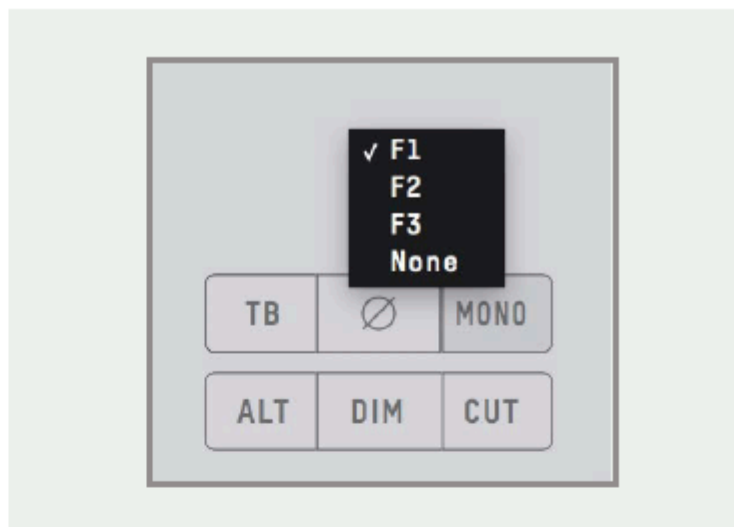 ✓ F1
F2
F3
None
TB Ø MONO
ALT DIM CUT